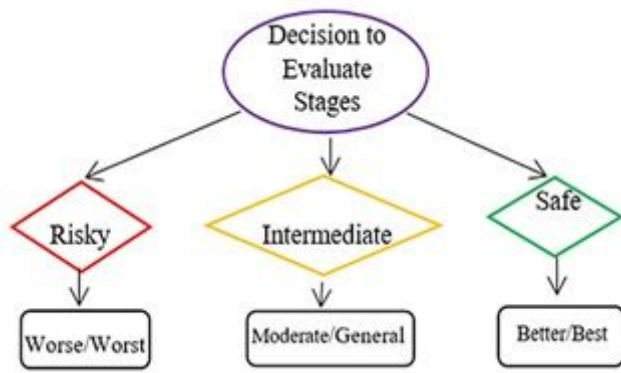 Decision to
Evaluate
Stages
Risky
Intermediate
Safe
Worse/Worst
Moderate/General
Better/Best